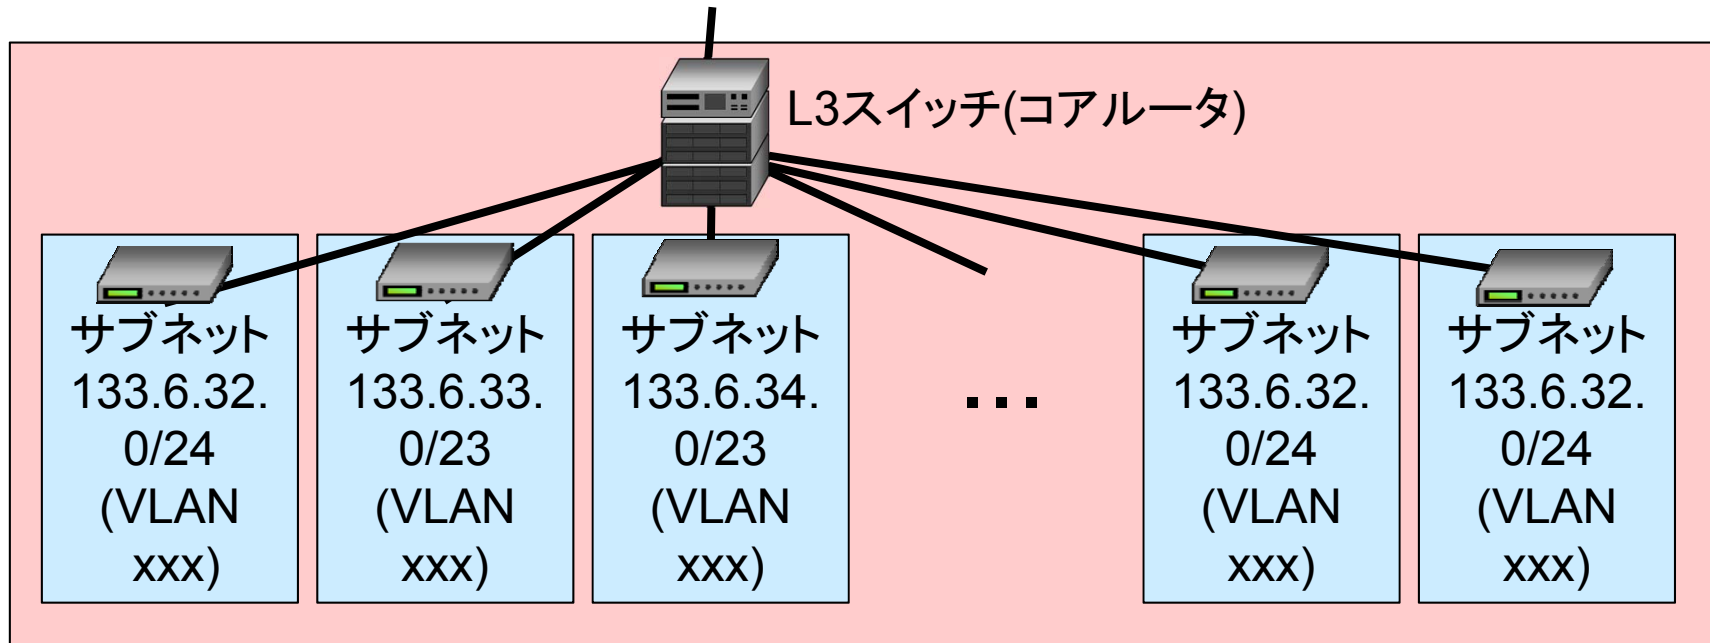 L3スイッチ(コアルータ)
サブネット
133.6.32.
0/24
(VLAN
xxx)
サブネット
133.6.33.
0/23
(VLAN
xxx)
サブネット
133.6.34.
0/23
(VLAN
xxx)
…
サブネット
133.6.32.
0/24
(VLAN
xxx)
サブネット
133.6.32.
0/24
(VLAN
xxx)